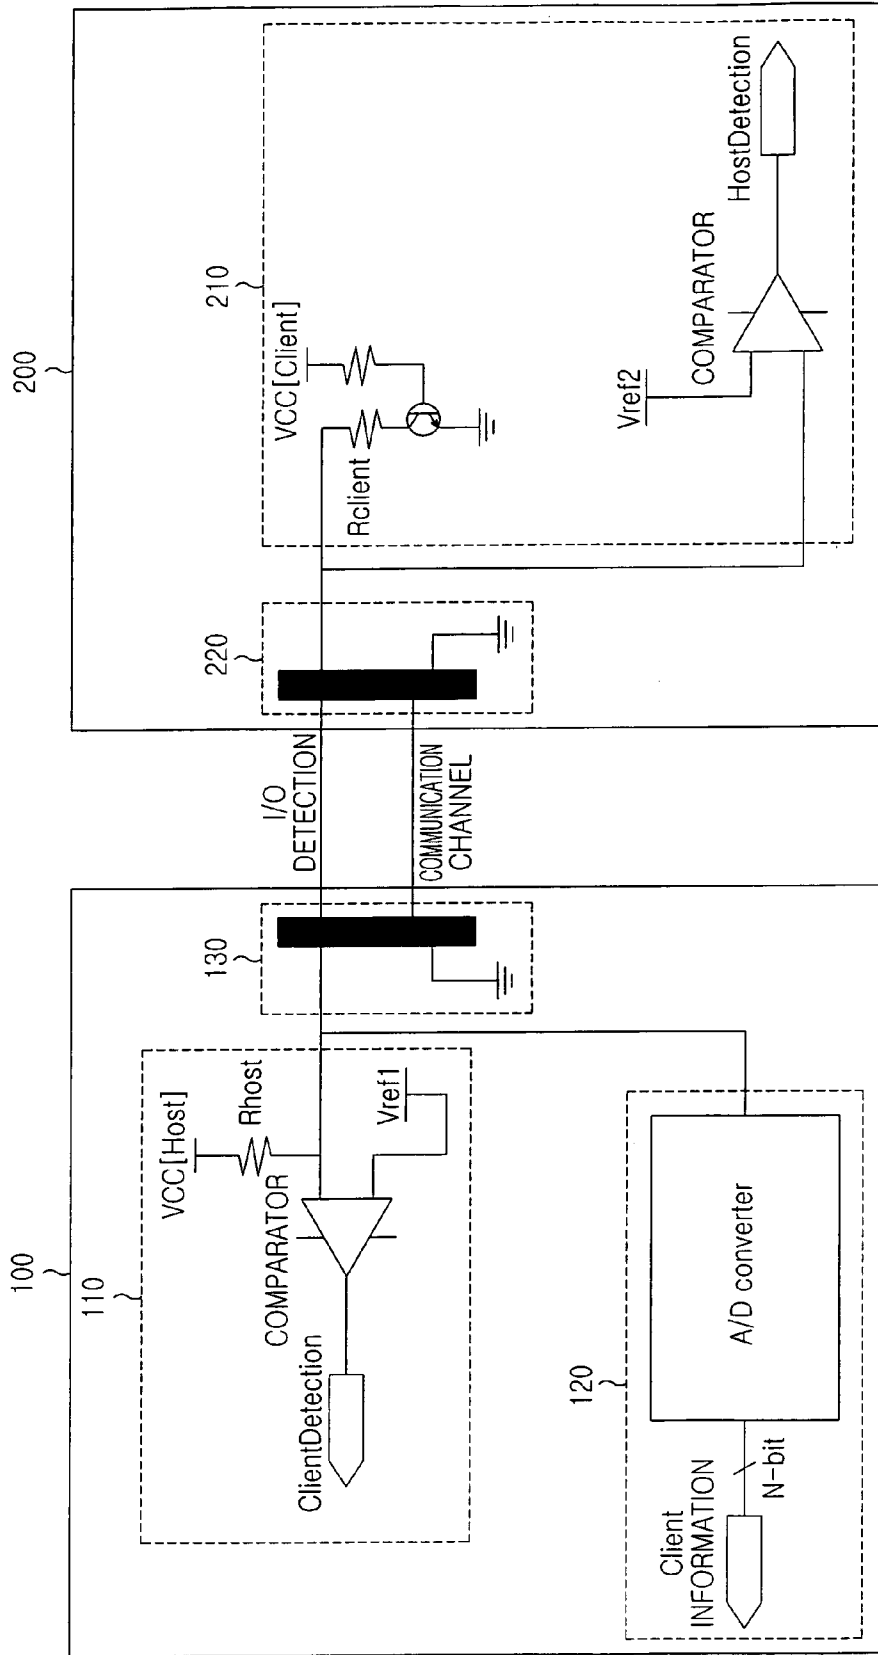 100
110
VCC[Host]
Rhost
COMPARATOR
Vref1
ClientDetection
120
A/D converter
N-bit
Client
INFORMATION
130
I/O
DETECTION
COMMUNICATION
CHANNEL
200
210
220
VCC[Client]
Rclient
Vref2
COMPARATOR
HostDetection